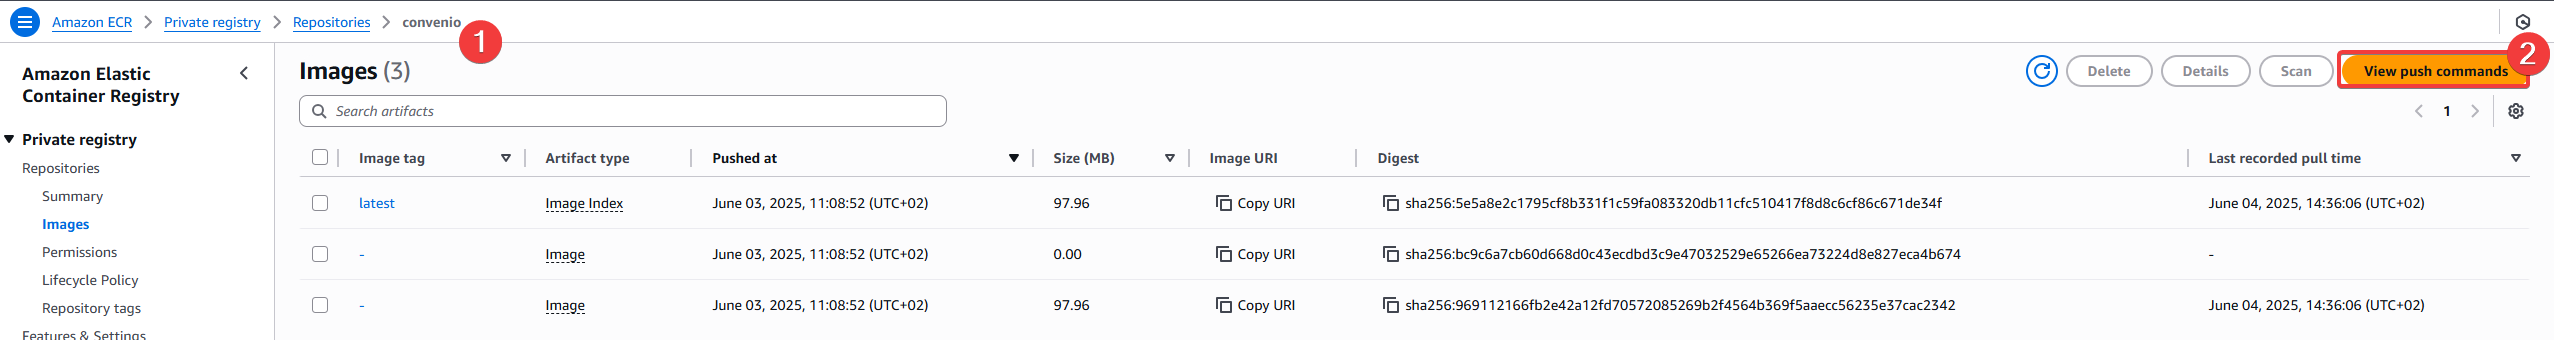 Amazon ECR > Private registry > Repositories > convenio
1
2
Amazon Elastic
Container Registry
Private registry
Repositories
Summary
Images
Permissions
Lifecycle Policy
Repository tags
Features & Settings
Images (3)
Delete Details Scan View push commands
Search artifacts
1
Image tag Artifact type Pushed at Size (MB) Image URI Digest Last recorded pull time
latest Image Index June 03, 2025, 11:08:52 (UTC+02) 97.96 Copy URI sha256:5e5a8e2c1795cf8b331f1c59fa083320db11cfc510417f8d8c6cf86c671de34f June 04, 2025, 14:36:06 (UTC+02)
- Image June 03, 2025, 11:08:52 (UTC+02) 0.00 Copy URI sha256:bc9c6a7cb60d668d0c43ecdbd3c9e47032529e65266ea73224d8e827eca4b674 -
- Image June 03, 2025, 11:08:52 (UTC+02) 97.96 Copy URI sha256:969112166fb2e42a12fd70572085269b2f4564b369f5aaecc56235e37cac2342 June 04, 2025, 14:36:06 (UTC+02)